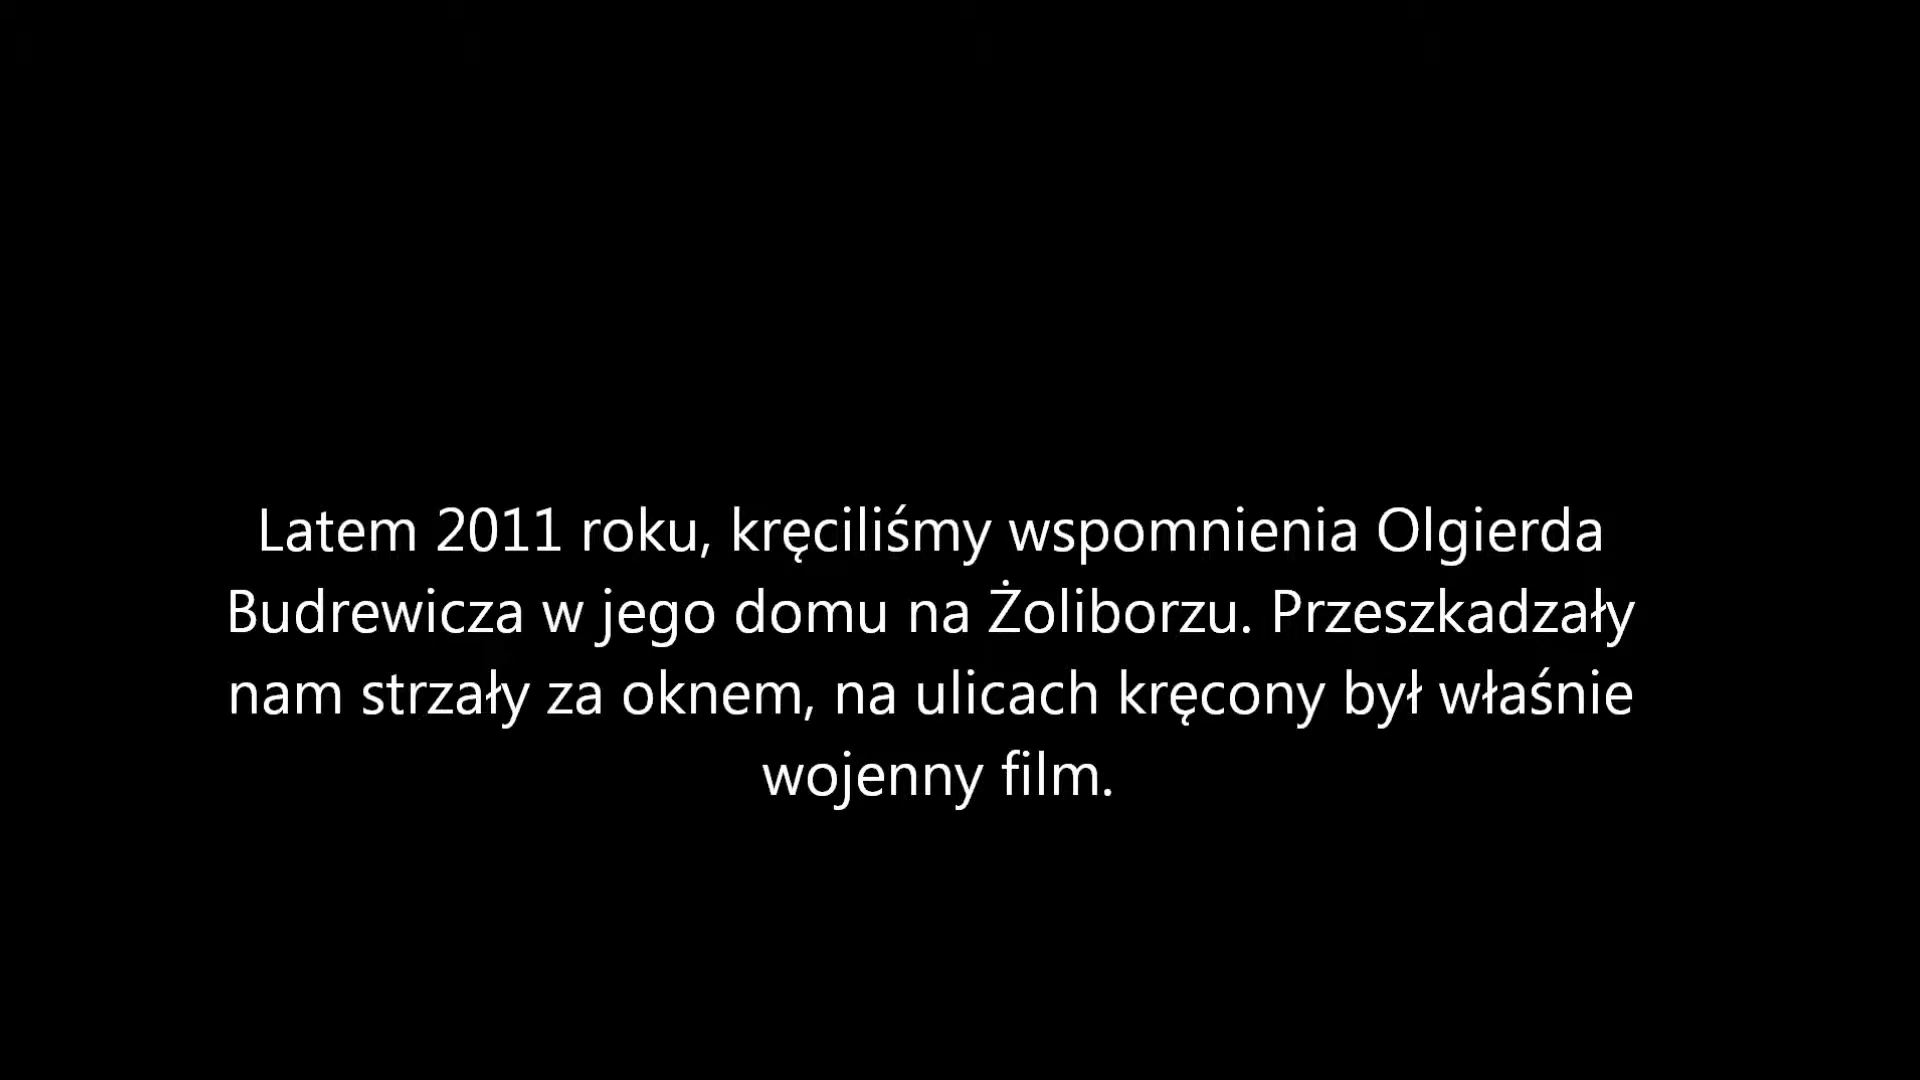 Latem 2011 roku, kręciliśmy wspomnienia Olgierda
Budrewicza w jego domu na Żoliborzu. Przeszkadzały
nam strzały za oknem, na ulicach kręcony był właśnie
wojenny film.